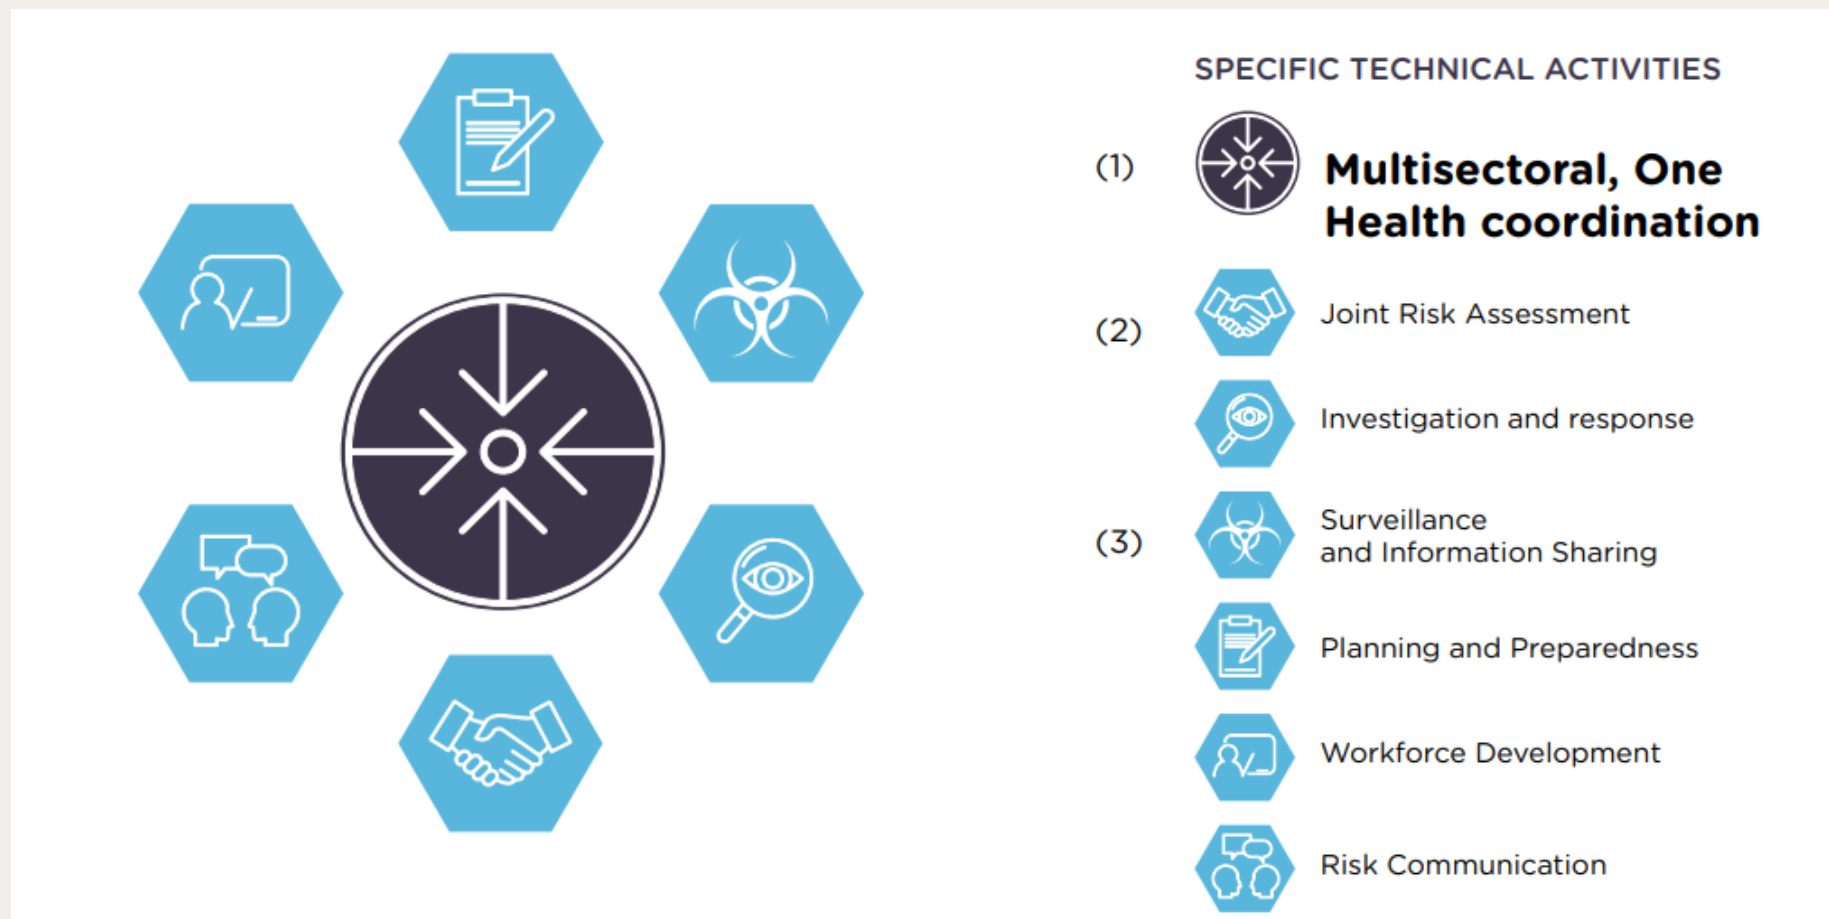 SPECIFIC TECHNICAL ACTIVITIES
(1)
Multisectoral, One
Health coordination
(2)
Joint Risk Assessment
Investigation and response
(3)
Surveillance
and Information Sharing
Planning and Preparedness
Workforce Development
Risk Communication